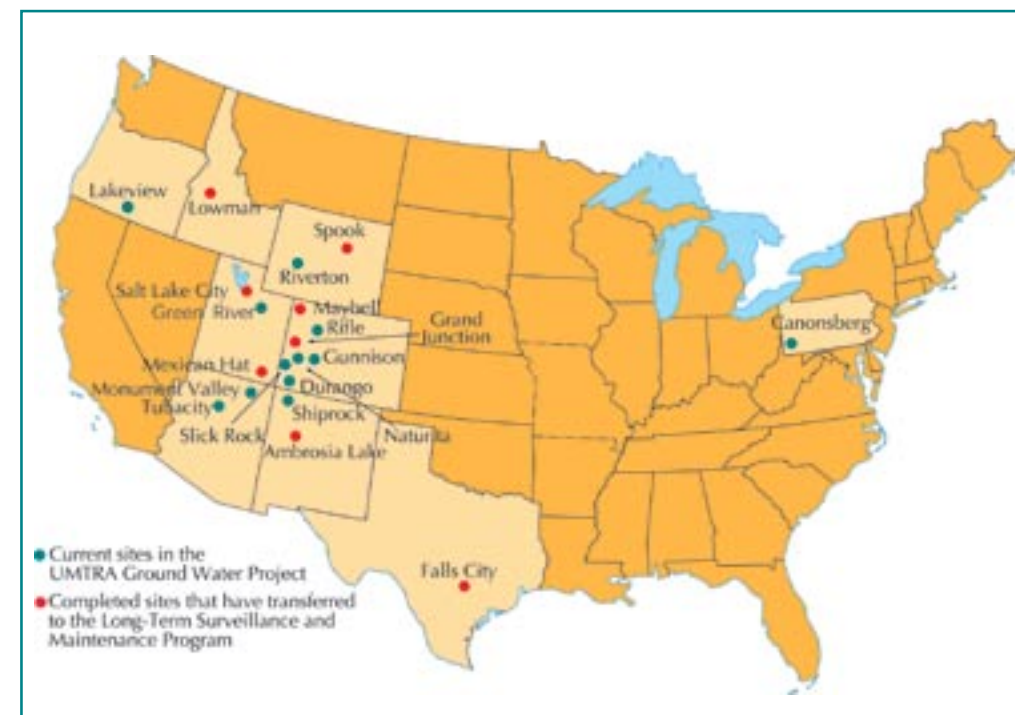 Lakeview
Lowman
Spook
Riverton
Salt Lake City
Green River
Maybell
Rifle
Grand
Junction
Gunnison
Mexican Hat
Monument Valley
Durango
Tubacity
Shiprock
Slick Rock
Naturita
Ambrosia Lake
Canonsberg
Falls City
Current sites in the
UMTRA Ground Water Project
Completed sites that have transferred
to the Long-Term Surveillance and
Maintenance Program